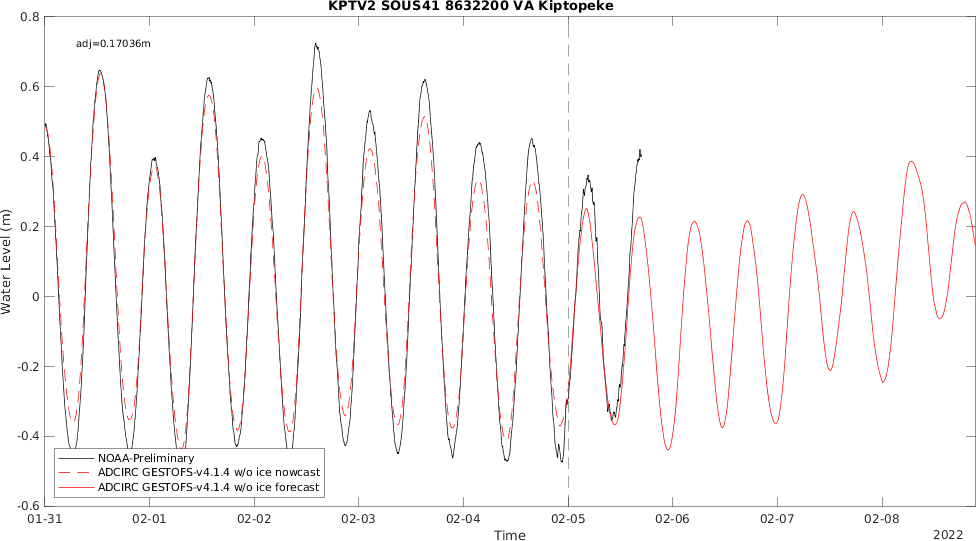 KPTV2 SOUS41 8632200 VA Kiptopeke
adj=0.17036m
0.8
0.6
0.4
0.2
0
-0.2
-0.4
-0.6
Water Level (m)
NOAA-Preliminary
ADCIRC GESTOFS-v4.1.4 w/o ice nowcast
ADCIRC GESTOFS-v4.1.4 w/o ice forecast
01-31 02-01 02-02 02-03 02-04 02-05 02-06 02-07 02-08
Time
2022